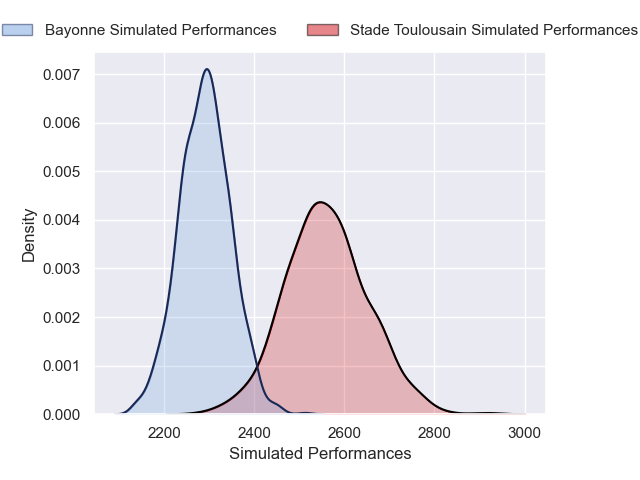 Bayonne Simulated Performances
Stade Toulousain Simulated Performances
0.007
0.006
0.005
0.004
0.003
0.002
0.001
0.000
Density
2200 2400 2600 2800 3000
Simulated Performances